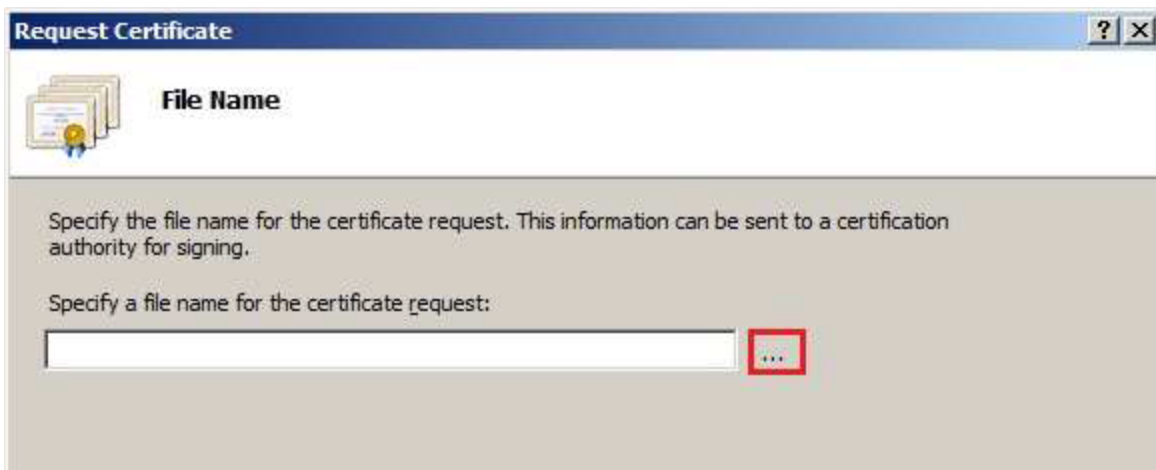 Request Certificate
? X
File Name
Specify the file name for the certificate request. This information can be sent to a certification
authority for signing.
Specify a file name for the certificate request:
...